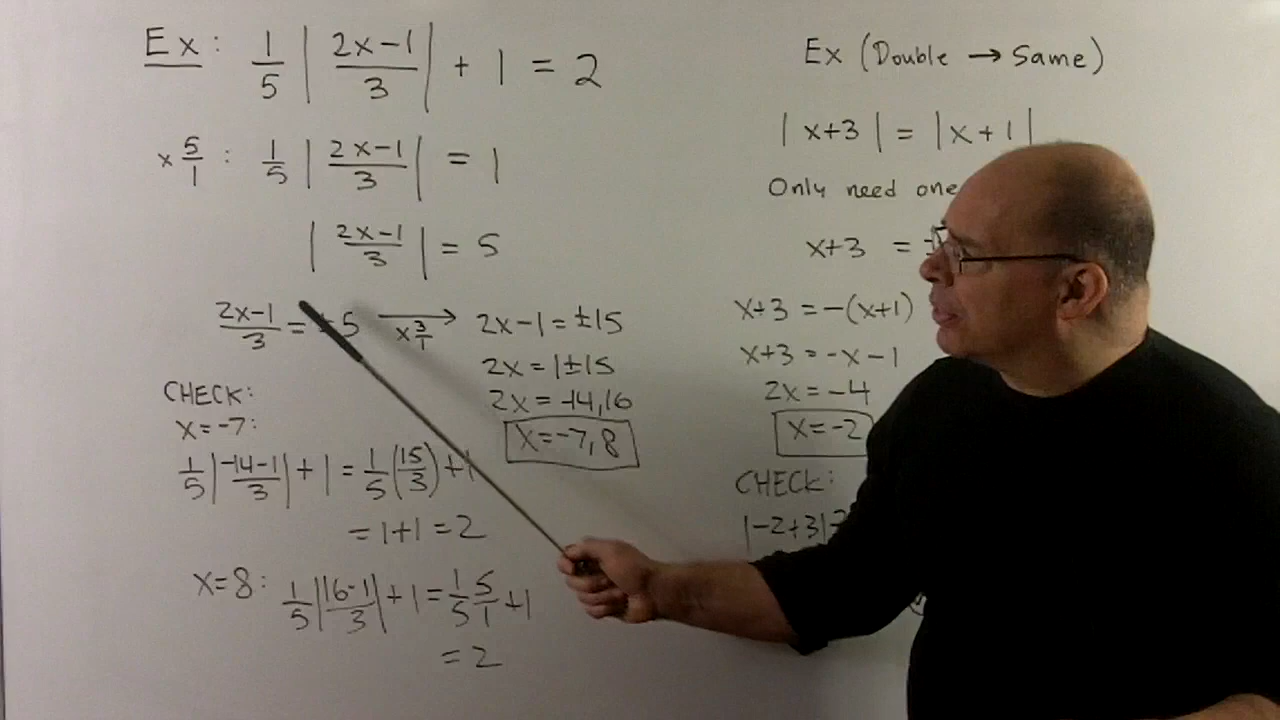 Ex: 1/5 | (2x-1)/3 | + 1 = 2
x 5/1 : 1/5 | (2x-1)/3 | = 1
| (2x-1)/3 | = 5
(2x-1)/3 = ± 5 → x 3/1 2x-1 = ±15
2x = 1±15
2x = -14, 16
x = -7, 8
CHECK:
x = -7:
1/5 | (-14-1)/3 | + 1 = 1/5 (15/3) + 1
= 1+1 = 2
x = 8: 1/5 | (16-1)/3 | + 1 = 1/5 5/1 + 1
= 2
Ex (Double → Same)
| x+3 | = | x+1 |
Only need one
x+3 =
x+3 = -(x+1)
x+3 = -x-1
2x = -4
x = -2
CHECK:
|-2+3|